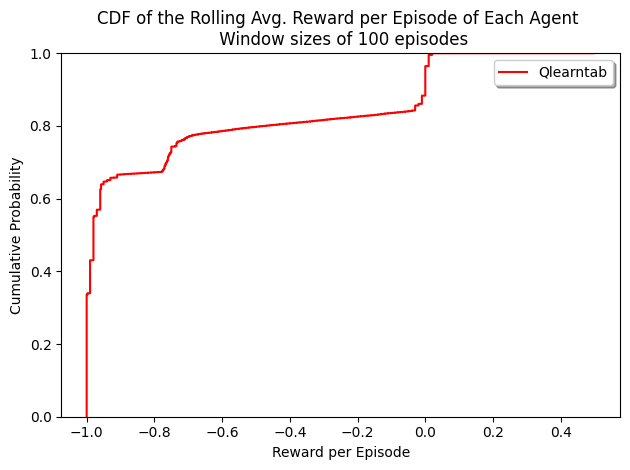 CDF of the Rolling Avg. Reward per Episode of Each Agent
Window sizes of 100 episodes
Qlearntab
1.0
0.8
0.6
0.4
0.2
0.0
Cumulative Probability
−1.0 −0.8 −0.6 −0.4 −0.2 0.0 0.2 0.4
Reward per Episode